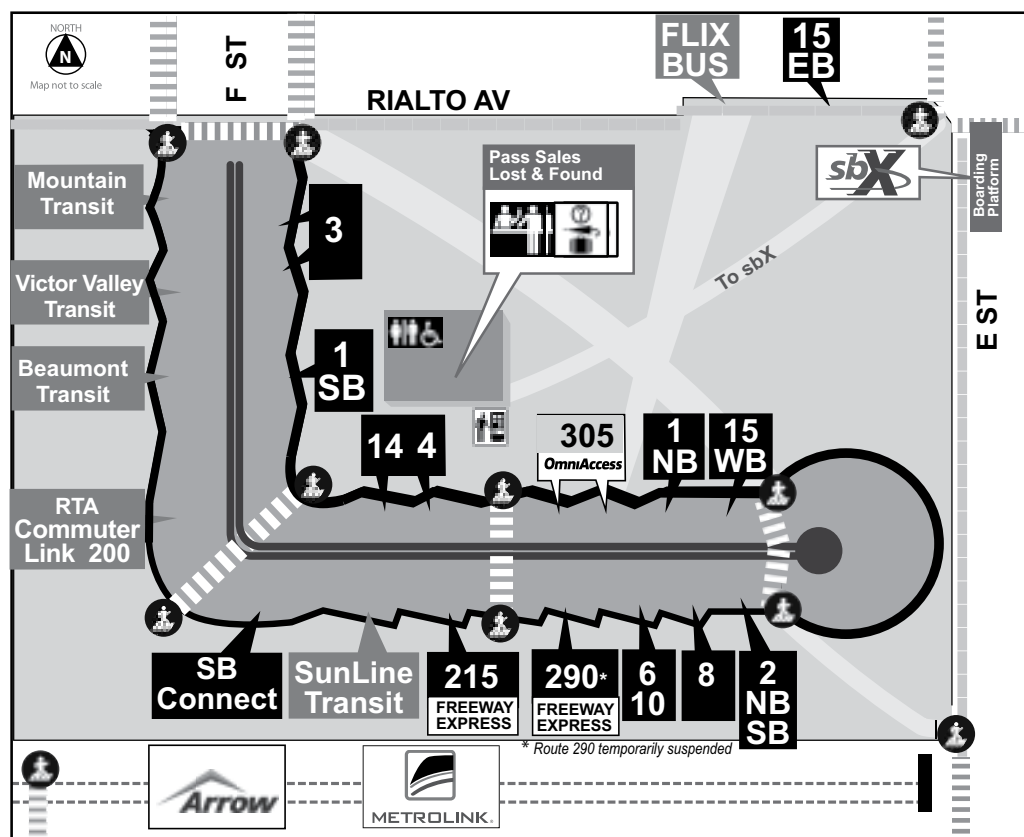 NORTH
N
Map not to scale
F ST
RIALTO AV
FLIX
BUS
15
EB
sbX
Boarding
Platform
Pass Sales
Lost & Found
Mountain
Transit
3
To sbX
Victor Valley
Transit
E ST
1
SB
Beaumont
Transit
14
4
305
OmniAccess
1
NB
15
WB
RTA
Commuter
Link 200
SB
Connect
SunLine
Transit
215
FREEWAY
EXPRESS
290*
FREEWAY
EXPRESS
6
10
8
2
NB
SB
* Route 290 temporarily suspended
Arrow
METROLINK.